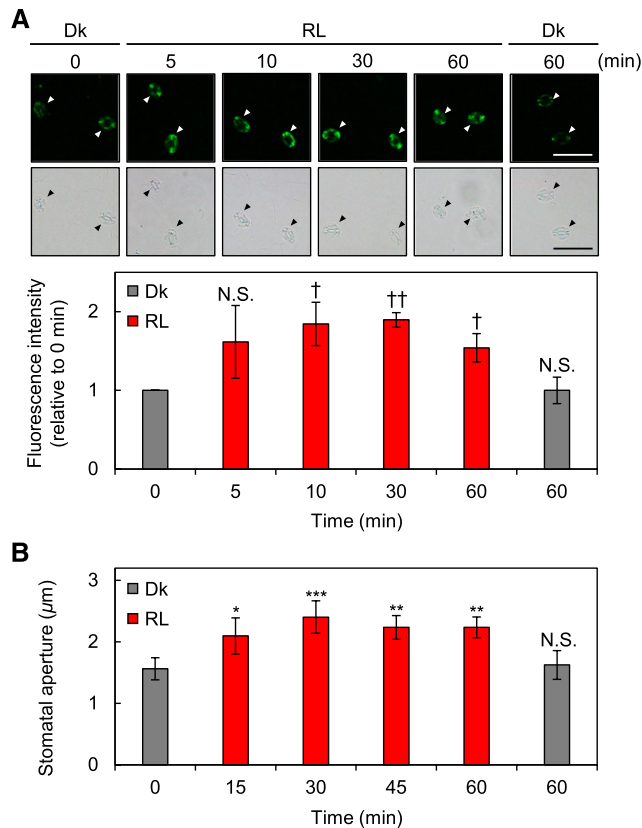 A
Dk RL Dk
0 5 10 30 60 60 (min)
Fluorescence intensity
(relative to 0 min)
2
1
0
Dk
RL
N.S. † †† † N.S.
0 5 10 30 60 60
Time (min)
B
Stomatal aperture (µm)
3
2
1
0
Dk
RL
* *** ** ** N.S.
0 15 30 45 60 60
Time (min)